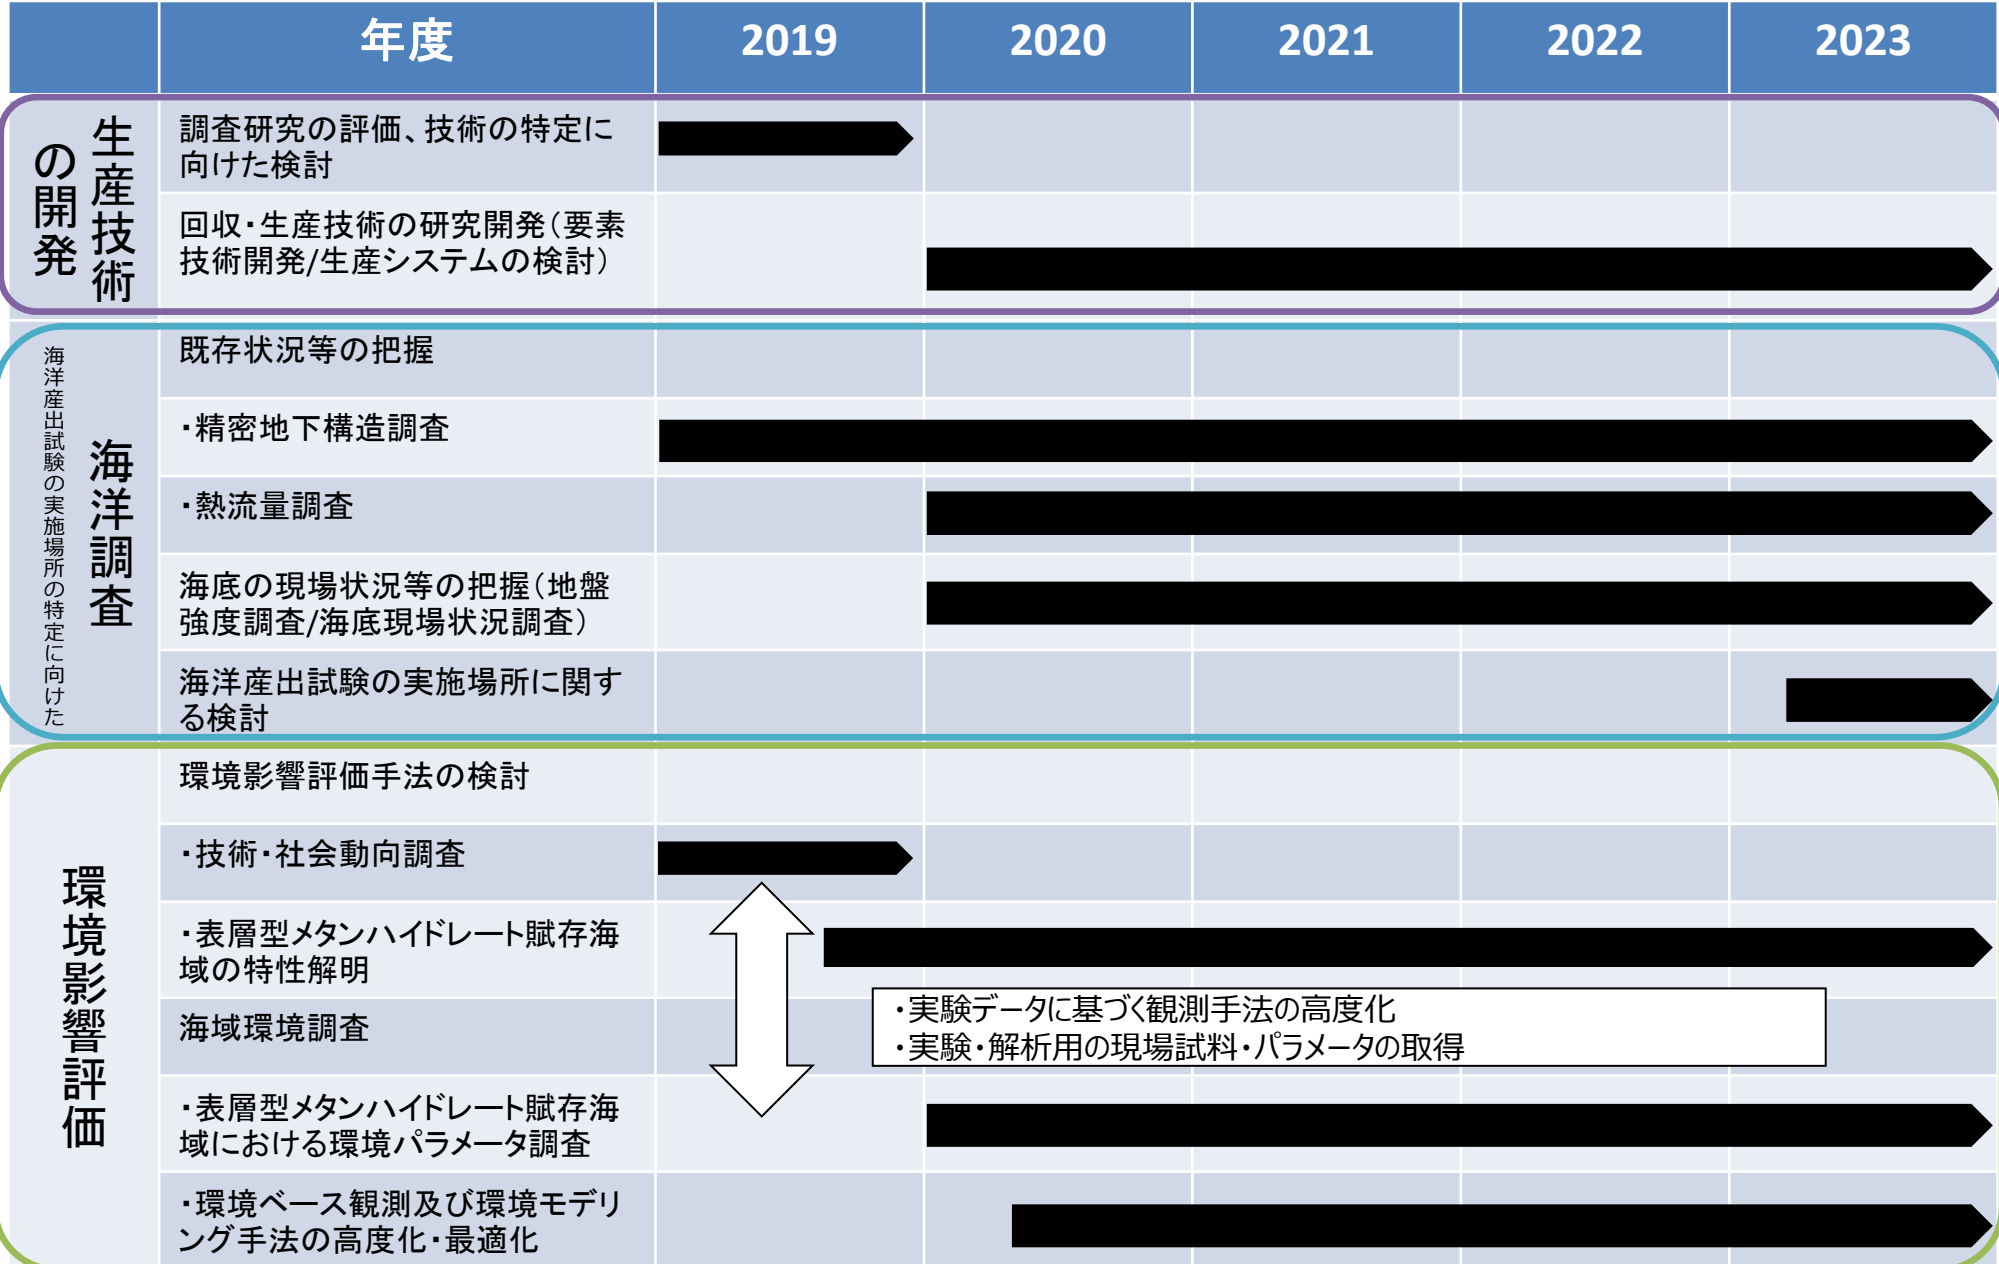 年度 2019 2020 2021 2022 2023
生産技術
の開発
調査研究の評価、技術の特定に
向けた検討
回収・生産技術の研究開発(要素
技術開発/生産システムの検討)
海洋産出試験の実施場所の特定に向けた
海洋調査
既存状況等の把握
・精密地下構造調査
・熱流量調査
海底の現場状況等の把握(地盤
強度調査/海底現場状況調査)
海洋産出試験の実施場所に関す
る検討
環境影響評価
環境影響評価手法の検討
・技術・社会動向調査
・表層型メタンハイドレート賦存海
域の特性解明
・実験データに基づく観測手法の高度化
・実験・解析用の現場試料・パラメータの取得
海域環境調査
・表層型メタンハイドレート賦存海
域における環境パラメータ調査
・環境ベース観測及び環境モデリ
ング手法の高度化・最適化